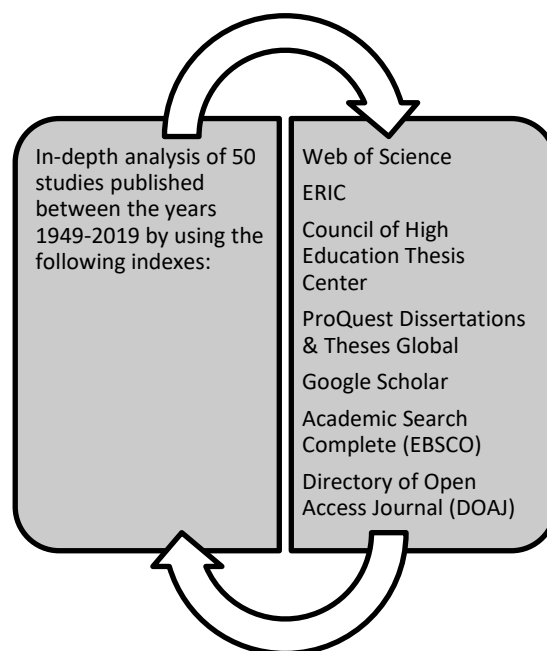 In-depth analysis of 50
studies published
between the years
1949-2019 by using the
following indexes:
Web of Science
ERIC
Council of High
Education Thesis
Center
ProQuest Dissertations
& Theses Global
Google Scholar
Academic Search
Complete (EBSCO)
Directory of Open
Access Journal (DOAJ)